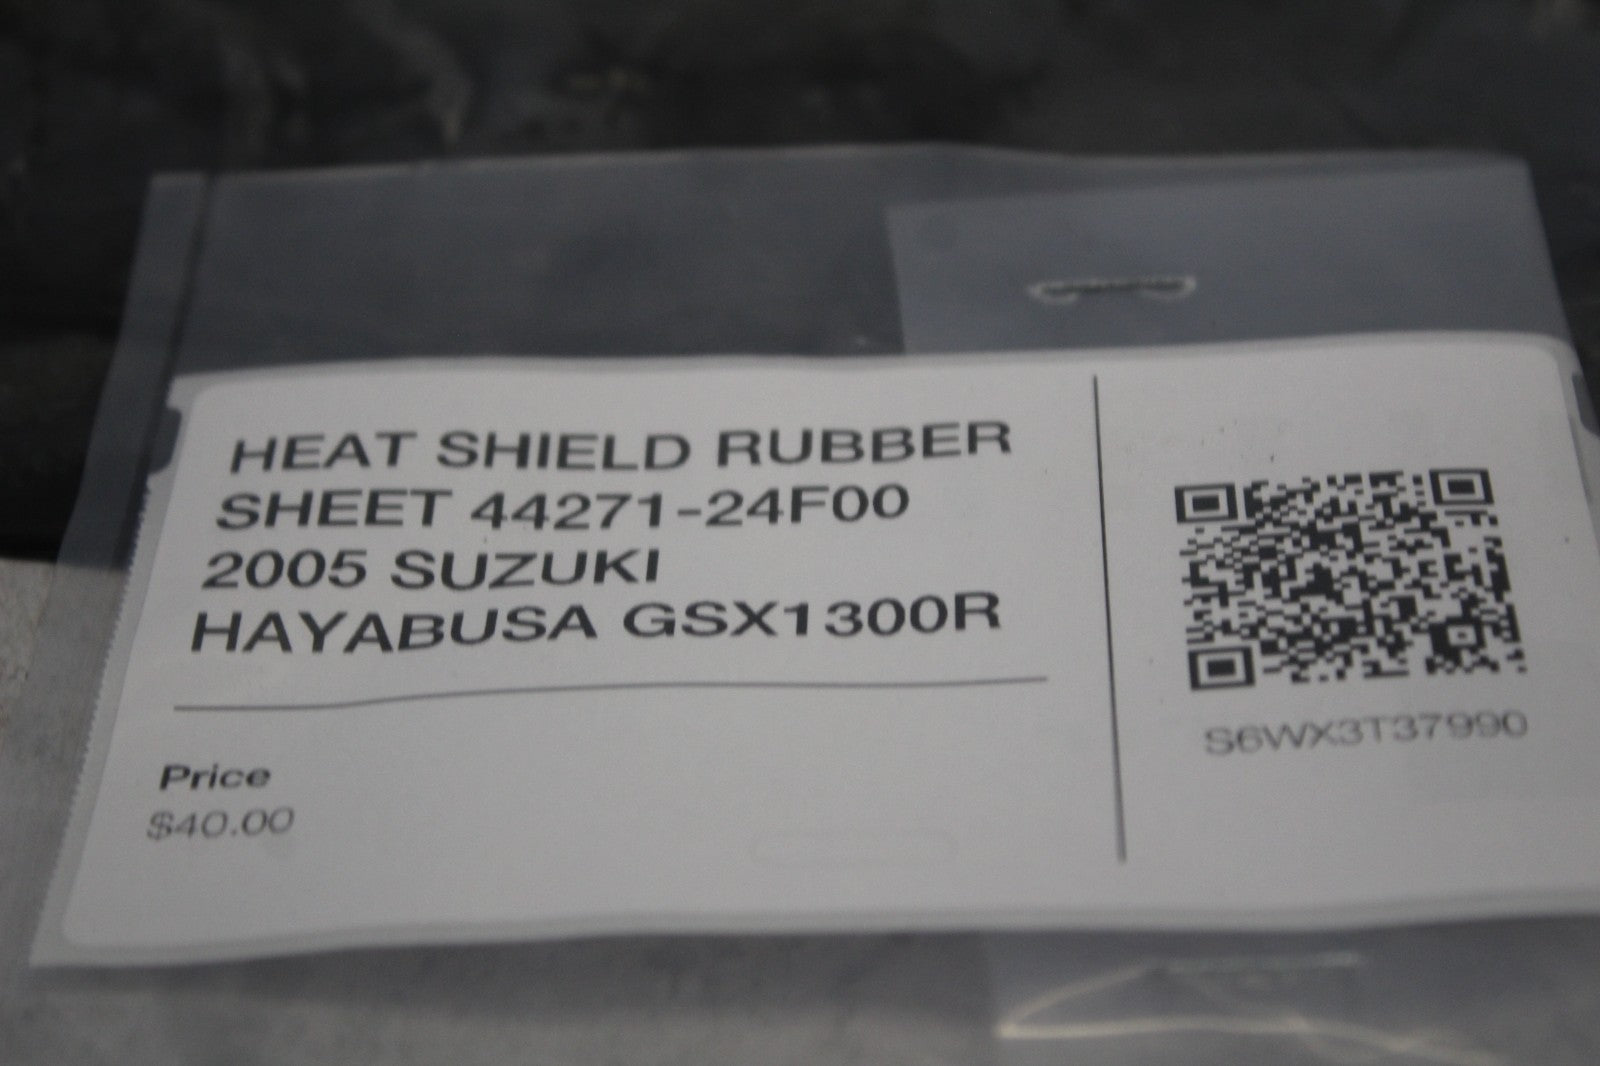 HEAT SHIELD RUBBER
SHEET 44271-24F00
2005 SUZUKI
HAYABUSA GSX1300R
Price
$40.00
S6WX3T37990